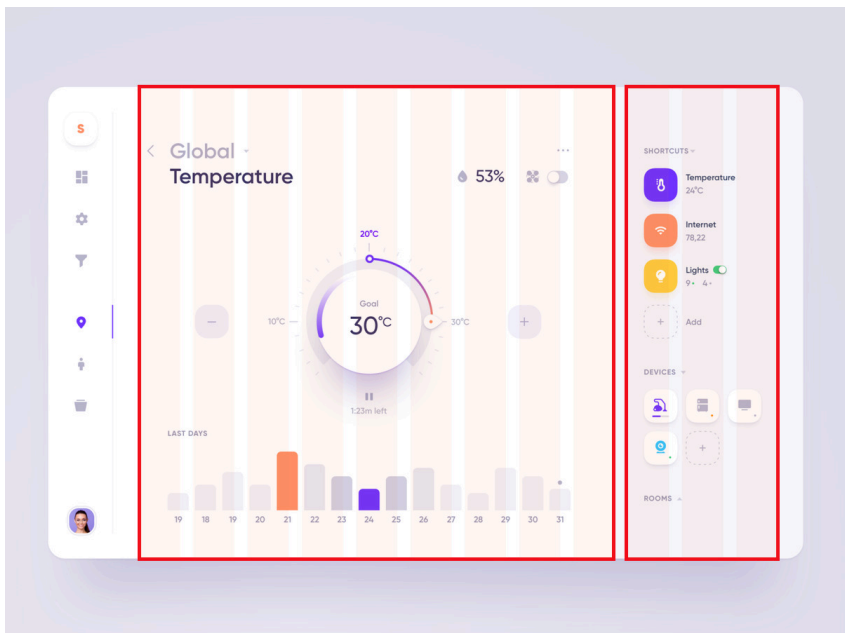 S
Global
Temperature
53%
20°C
10°C
Goal
30°C
30°C
1:23m left
LAST DAYS
19 18 19 20 21 22 23 24 25 26 27 28 29 30 31
SHORTCUTS
Temperature
24°C
Internet
78,22
Lights
9 4
Add
DEVICES
ROOMS